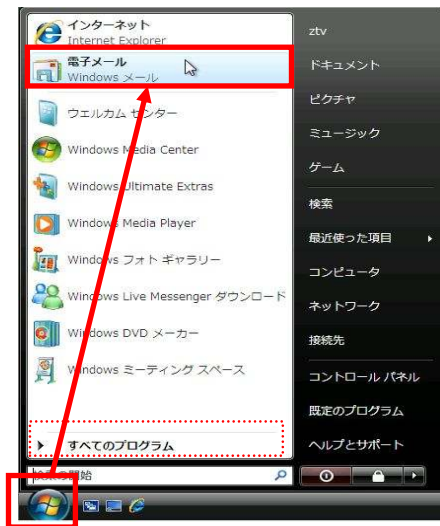 インターネット
Internet Explorer
電子メール
Windows メール
ウェルカム センター
Windows Media Center
Windows Ultimate Extras
Windows Media Player
Windows フォト ギャラリー
Windows Live Messenger ダウンロード
Windows DVD メーカー
Windows ミーティング スペース
すべてのプログラム
検索の開始
ztv
ドキュメント
ピクチャ
ミュージック
ゲーム
検索
最近使った項目
コンピュータ
ネットワーク
接続先
コントロール パネル
既定のプログラム
ヘルプとサポート